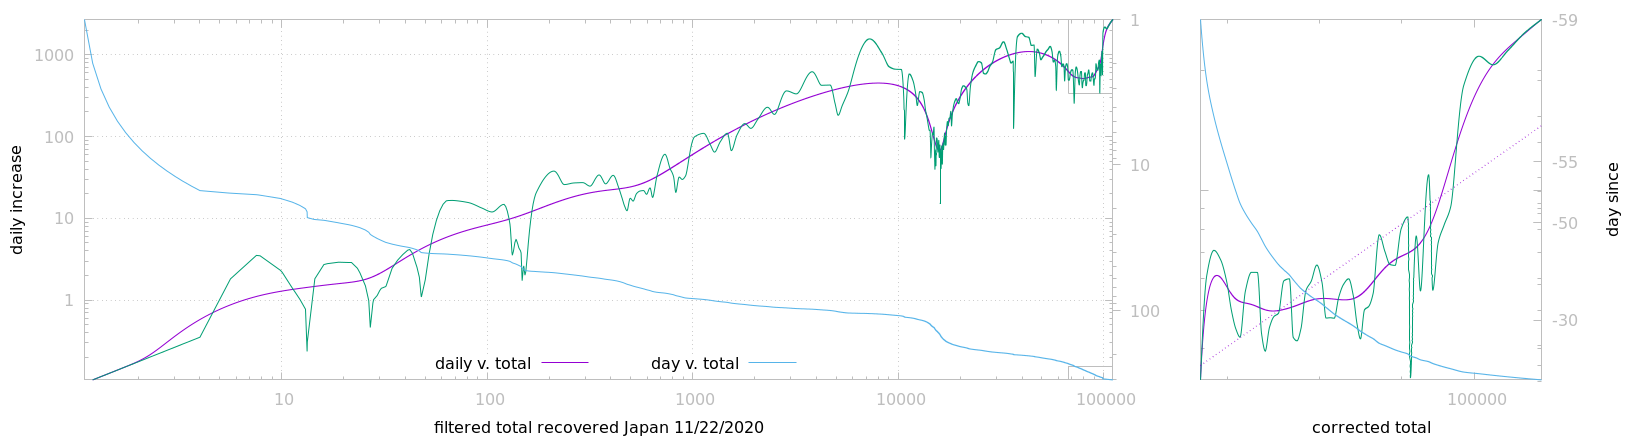 1000
100
10
1
daily increase
10
100
1000
10000
100000
1
10
100
daily v. total
day v. total
filtered total recovered Japan 11/22/2020
-59
-55
-50
-30
day since
100000
corrected total